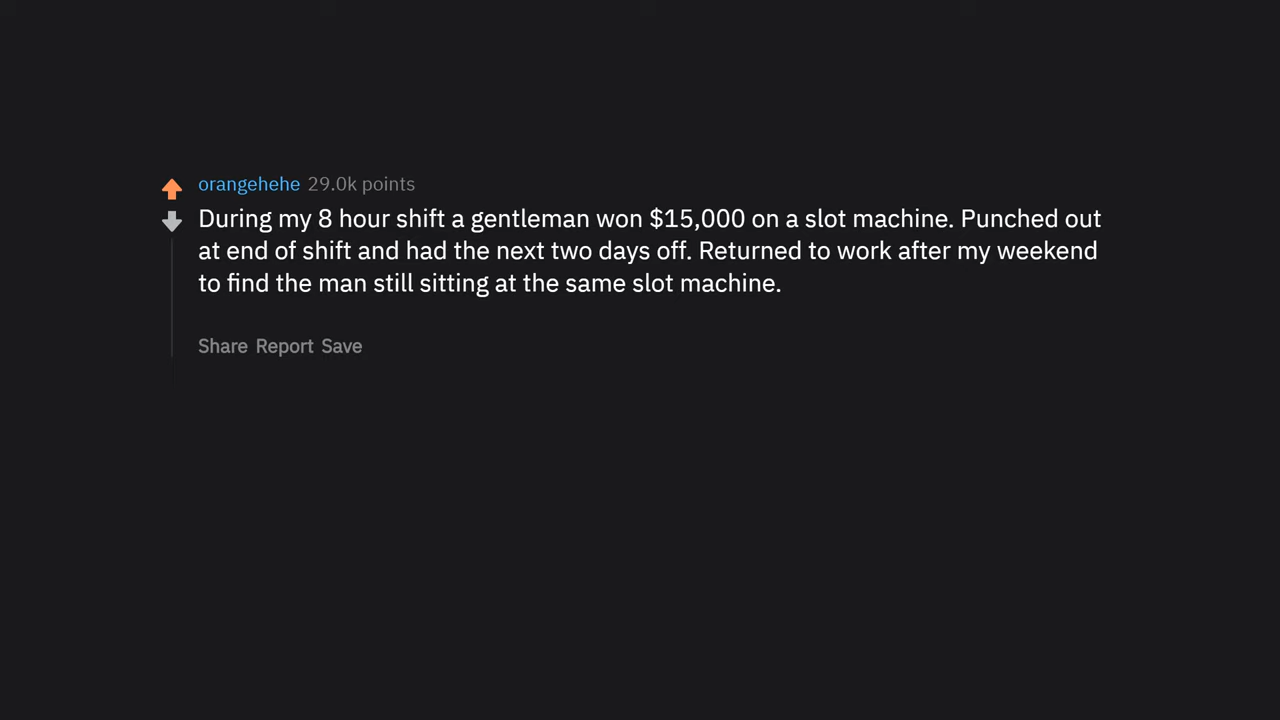 orangehehe 29.0k points
During my 8 hour shift a gentleman won $15,000 on a slot machine. Punched out
at end of shift and had the next two days off. Returned to work after my weekend
to find the man still sitting at the same slot machine.
Share Report Save